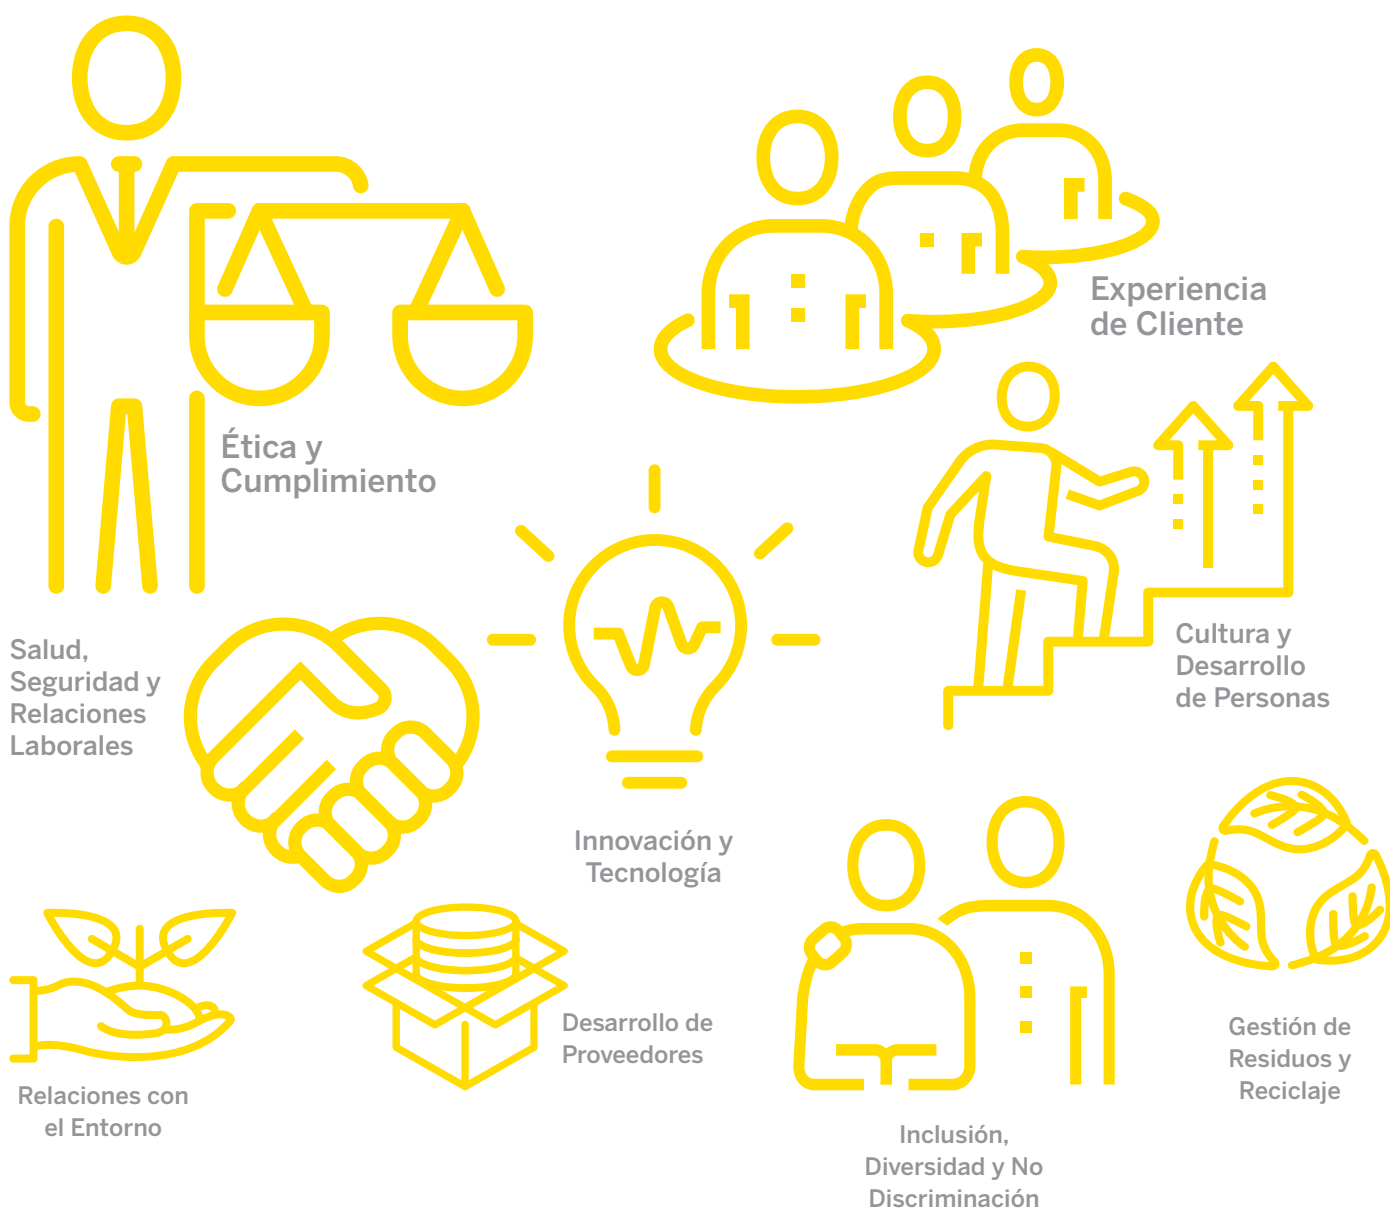 Experiencia
de Cliente
Ética y
Cumplimiento
Salud,
Seguridad y
Relaciones
Laborales
Cultura y
Desarrollo
de Personas
Innovación y
Tecnología
Desarrollo de
Proveedores
Gestión de
Residuos y
Reciclaje
Relaciones con
el Entorno
Inclusión,
Diversidad y No
Discriminación